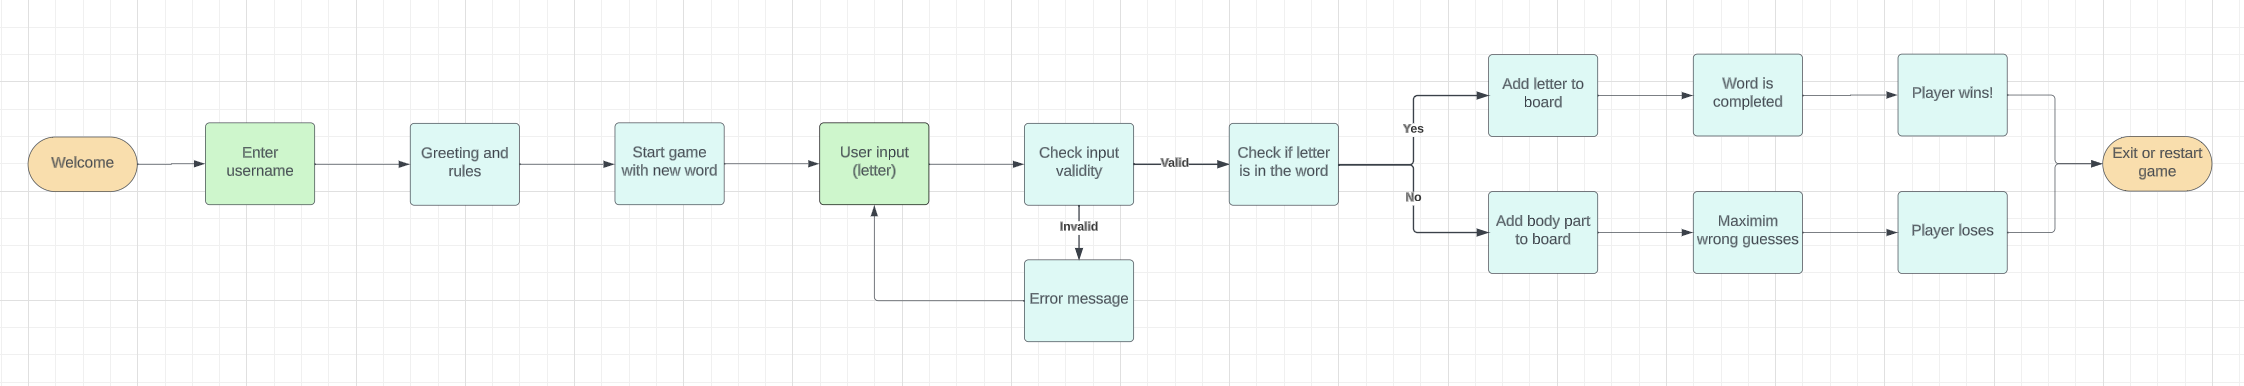 Welcome
Enter
username
Greeting and
rules
Start game
with new word
User input
(letter)
Check input
validity
Invalid
Error message
Valid
Check if letter
is in the word
Yes
Add letter to
board
Word is
completed
Player wins!
No
Add body part
to board
Maximim
wrong guesses
Player loses
Exit or restart
game